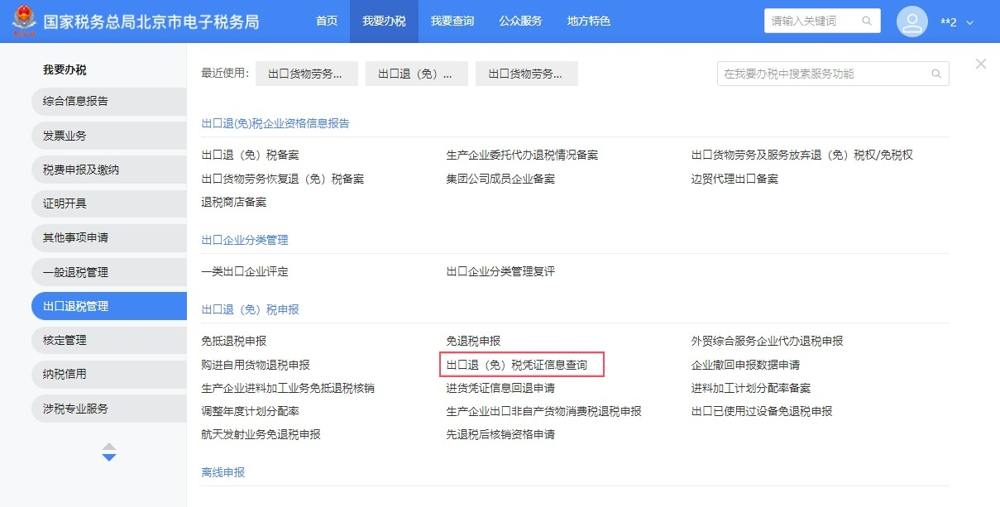 国家税务总局北京市电子税务局 首页 我要办税 我要查询 公众服务 地方特色 请输入关键词 **2
我要办税
综合信息报告
发票业务
税费申报及缴纳
证明开具
其他事项申请
一般退税管理
出口退税管理
核定管理
纳税信用
涉税专业服务
最近使用： 出口货物劳务... 出口退（免）... 出口货物劳务... 在我要办税中搜索服务功能
出口退(免)税企业资格信息报告
出口退（免）税备案 生产企业委托代办退税情况备案 出口货物劳务及服务放弃退（免）税权/免税权
出口货物劳务恢复退（免）税备案 集团公司成员企业备案 边贸代理出口备案
退税商店备案
出口企业分类管理
一类出口企业评定 出口企业分类管理复评
出口退（免）税申报
免抵退税申报 免退税申报 外贸综合服务企业代办退税申报
购进自用货物退税申报 出口退（免）税凭证信息查询 企业撤回申报数据申请
生产企业进料加工业务免抵退税核销 进货凭证信息回退申请 进料加工计划分配率备案
调整年度计划分配率 生产企业出口非自产货物消费税退税申报 出口已使用过设备免退税申报
航天发射业务免退税申报 先退税后核销资格申请
离线申报